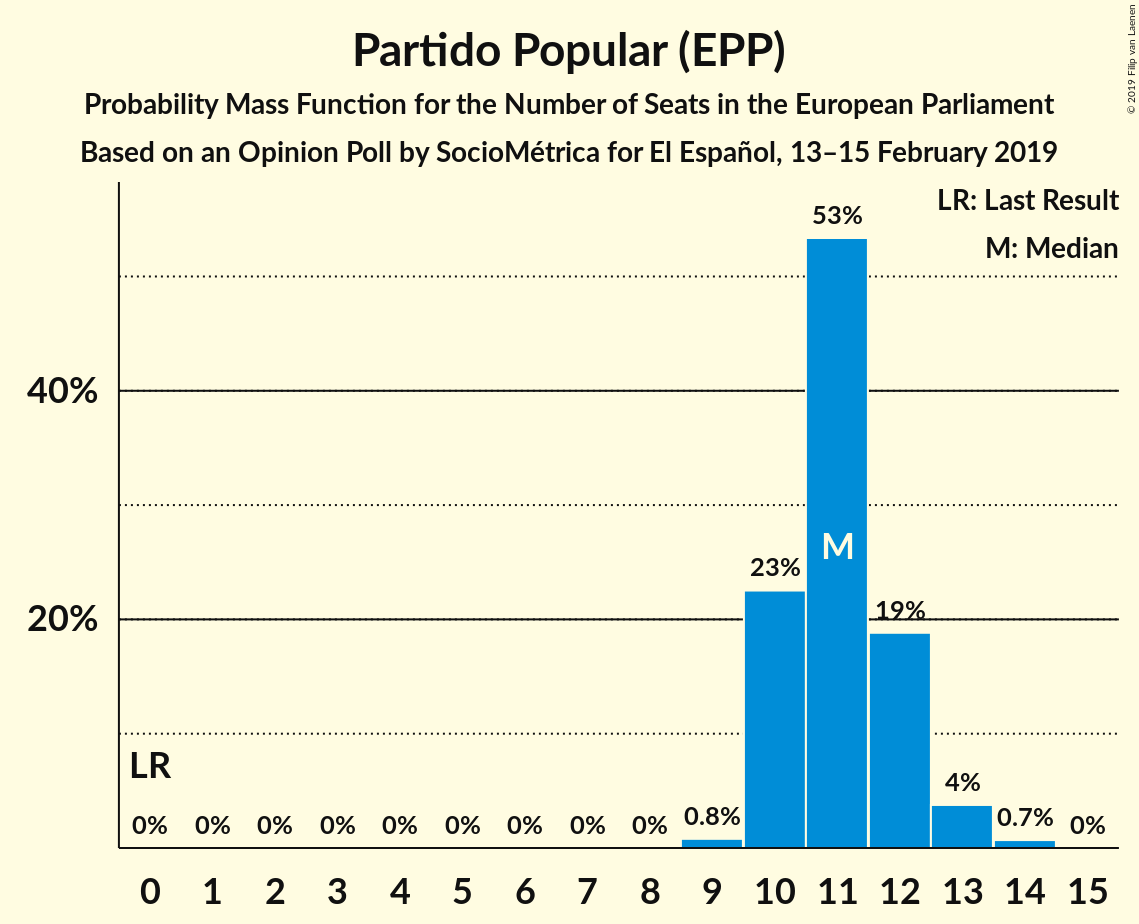 Partido Popular (EPP)
Probability Mass Function for the Number of Seats in the European Parliament
Based on an Opinion Poll by SocioMétrica for El Español, 13–15 February 2019
© 2019 Filip van Laenen
LR: Last Result
M: Median
53%
40%
M
23%
19%
20%
LR
4%
0% 0% 0% 0% 0% 0% 0% 0% 0% 0.8% 0.7% 0%
0 1 2 3 4 5 6 7 8 9 10 11 12 13 14 15